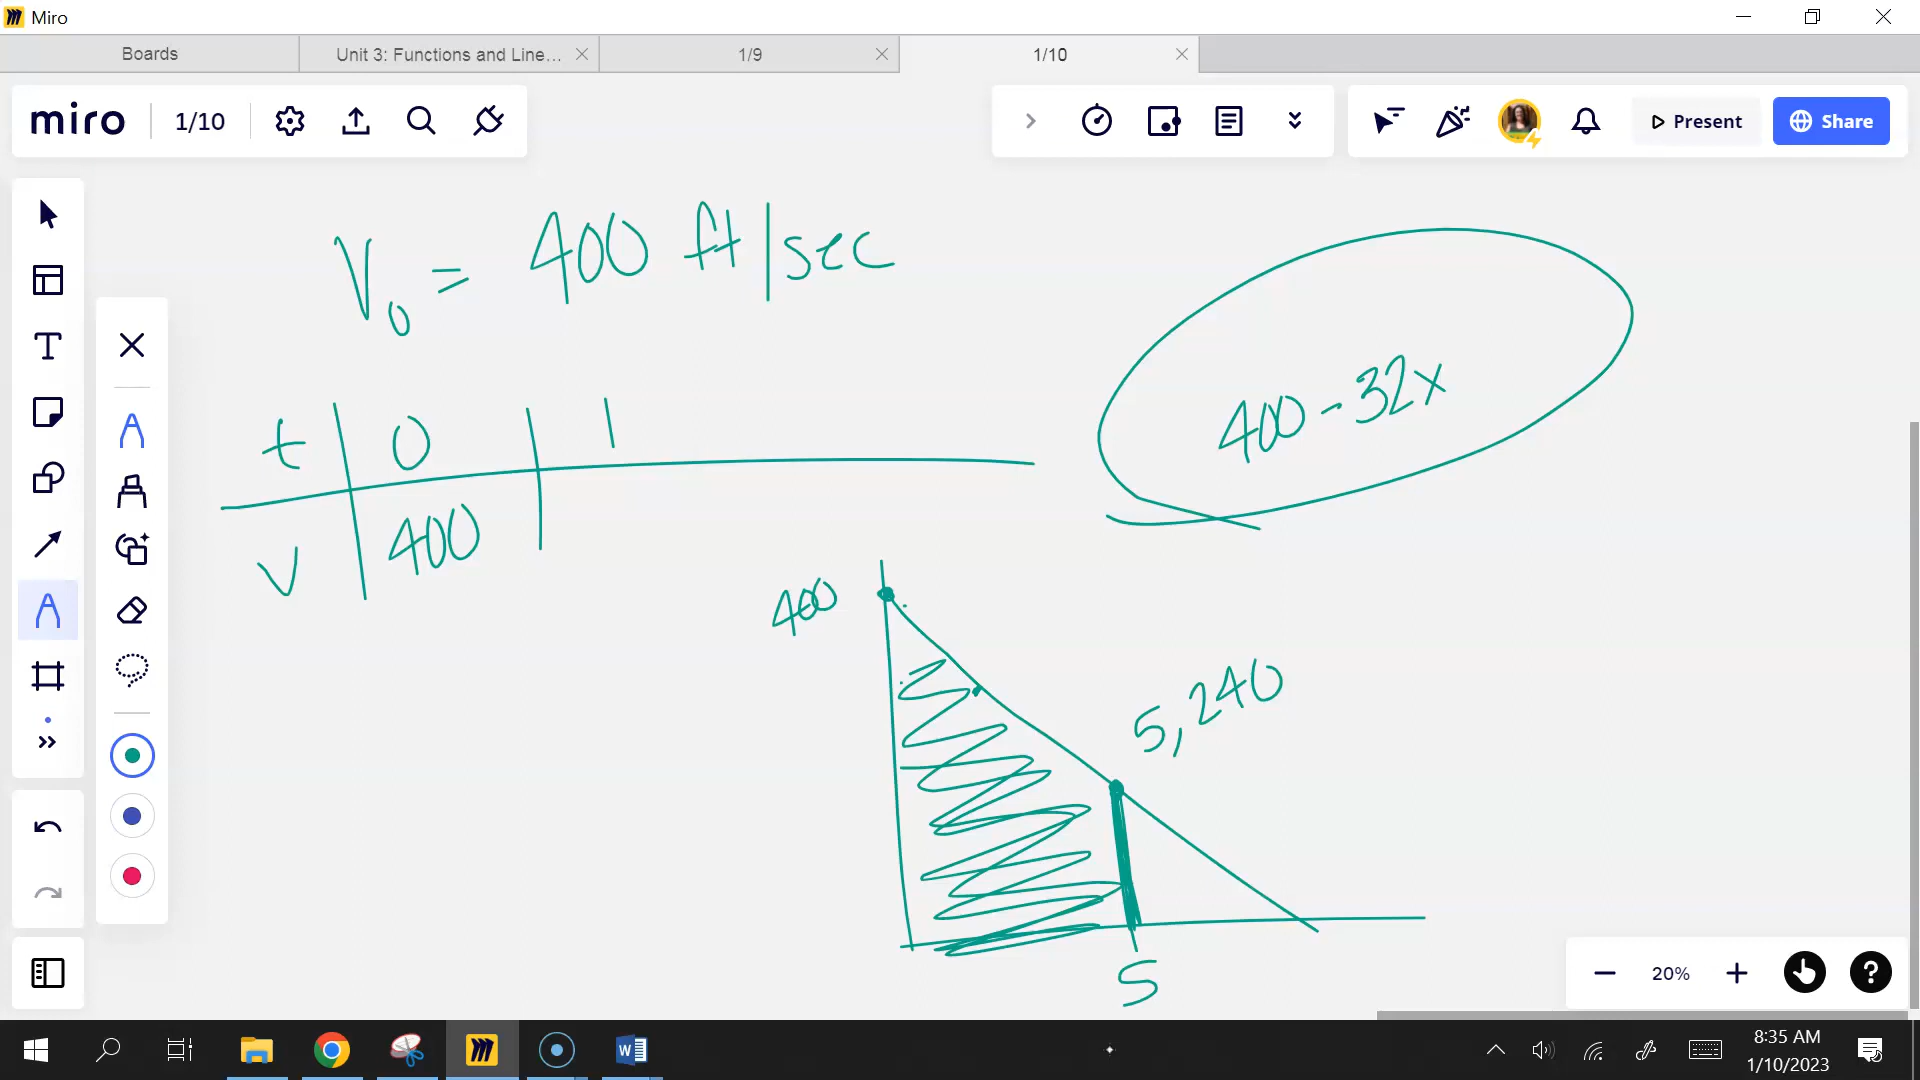 Miro
Boards
Unit 3: Functions and Line...
1/9
1/10
miro
1/10
Present
Share
V0 = 400 ft/sec
400 - 32x
t 0 1
v 400
400
5,240
5
20%
8:35 AM
1/10/2023